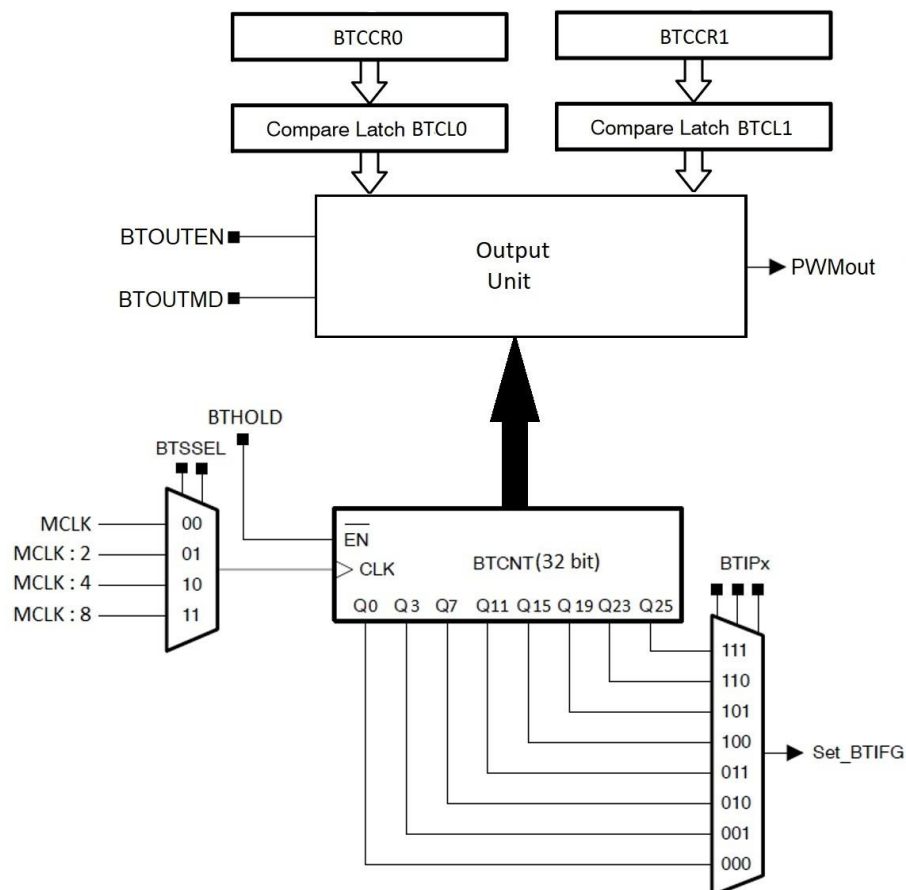 BTCCR0
BTCCR1
Compare Latch BTCL0
Compare Latch BTCL1
BTOUTEN
BTOUTMD
Output
Unit
PWMout
BTHOLD
BTSSEL
MCLK
MCLK : 2
MCLK : 4
MCLK : 8
00
01
10
11
EN
CLK
BTCNT(32 bit)
Q0 Q3 Q7 Q11 Q15 Q19 Q23 Q25
BTIPx
111
110
101
100
011
010
001
000
Set_BTIFG